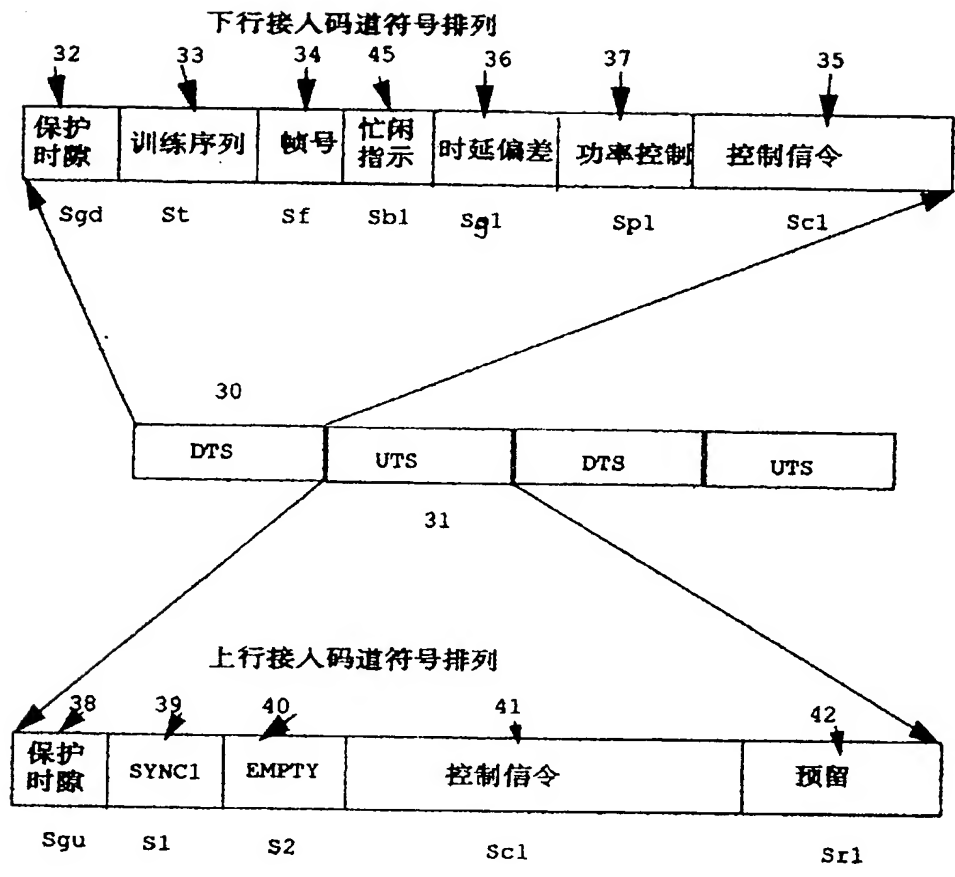 下行接人码道符号排列
32 33 34 45 36 37 35
保护时隙 训练序列 帧号 忙闲指示 时延偏差 功率控制 控制信令
Sgd St Sf Sb1 Sg1 Sp1 Sc1
30
DTS UTS DTS UTS
31
上行接人码道符号排列
38 39 40 41 42
保护时隙 SYNC1 EMPTY 控制信令 预留
Sgu S1 S2 Sc1 Sr1